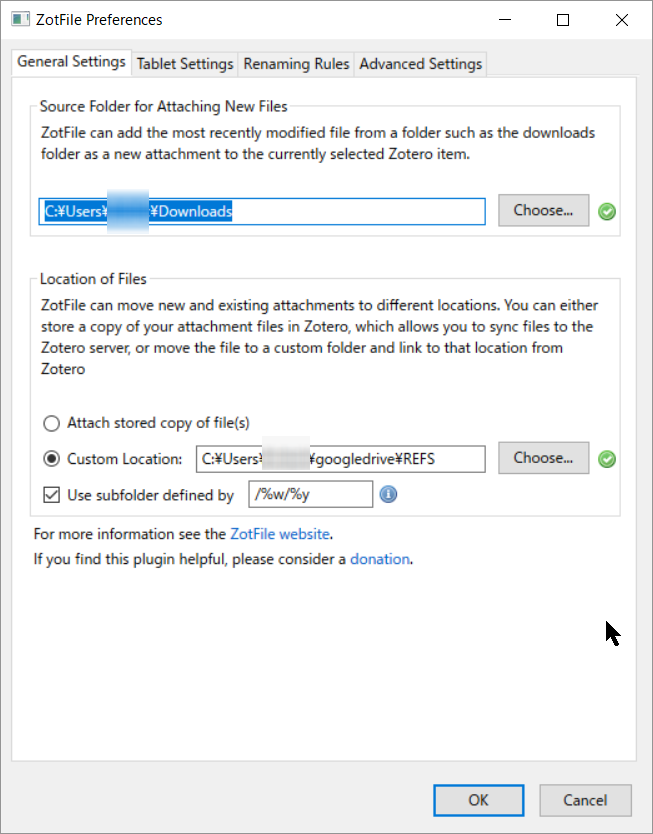 ZotFile Preferences
General Settings Tablet Settings Renaming Rules Advanced Settings
Source Folder for Attaching New Files
ZotFile can add the most recently modified file from a folder such as the downloads
folder as a new attachment to the currently selected Zotero item.
C:¥Users¥ ¥Downloads Choose...
Location of Files
ZotFile can move new and existing attachments to different locations. You can either
store a copy of your attachment files in Zotero, which allows you to sync files to the
Zotero server, or move the file to a custom folder and link to that location from
Zotero
Attach stored copy of file(s)
Custom Location: C:¥Users¥ ¥googledrive¥REFS Choose...
Use subfolder defined by /%w/%y
For more information see the ZotFile website.
If you find this plugin helpful, please consider a donation.
OK Cancel